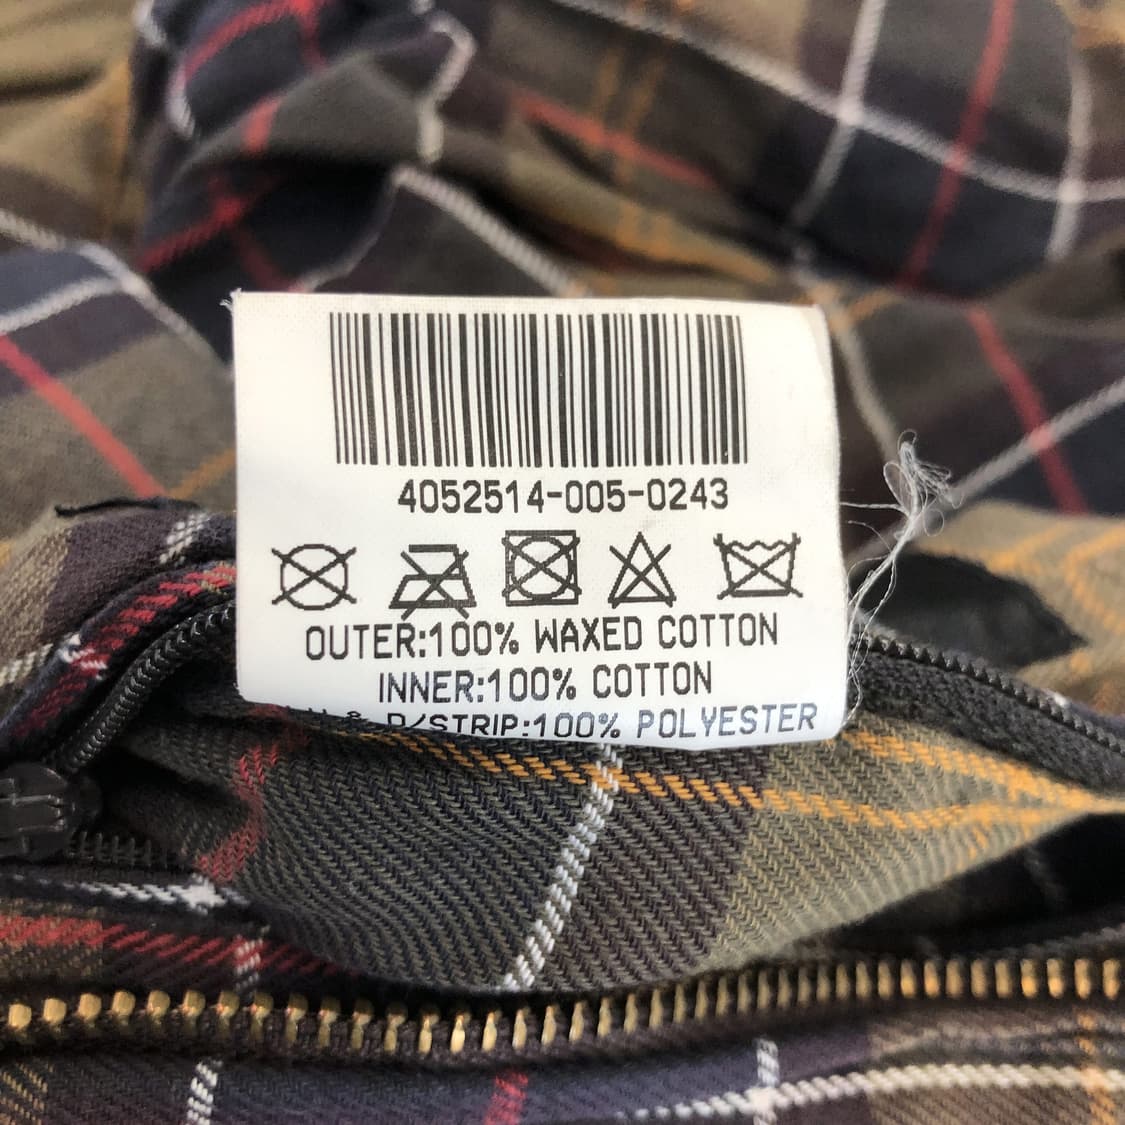 4052514-005-0243
OUTER:100% WAXED COTTON
INNER:100% COTTON
& D/STRIP:100% POLYESTER